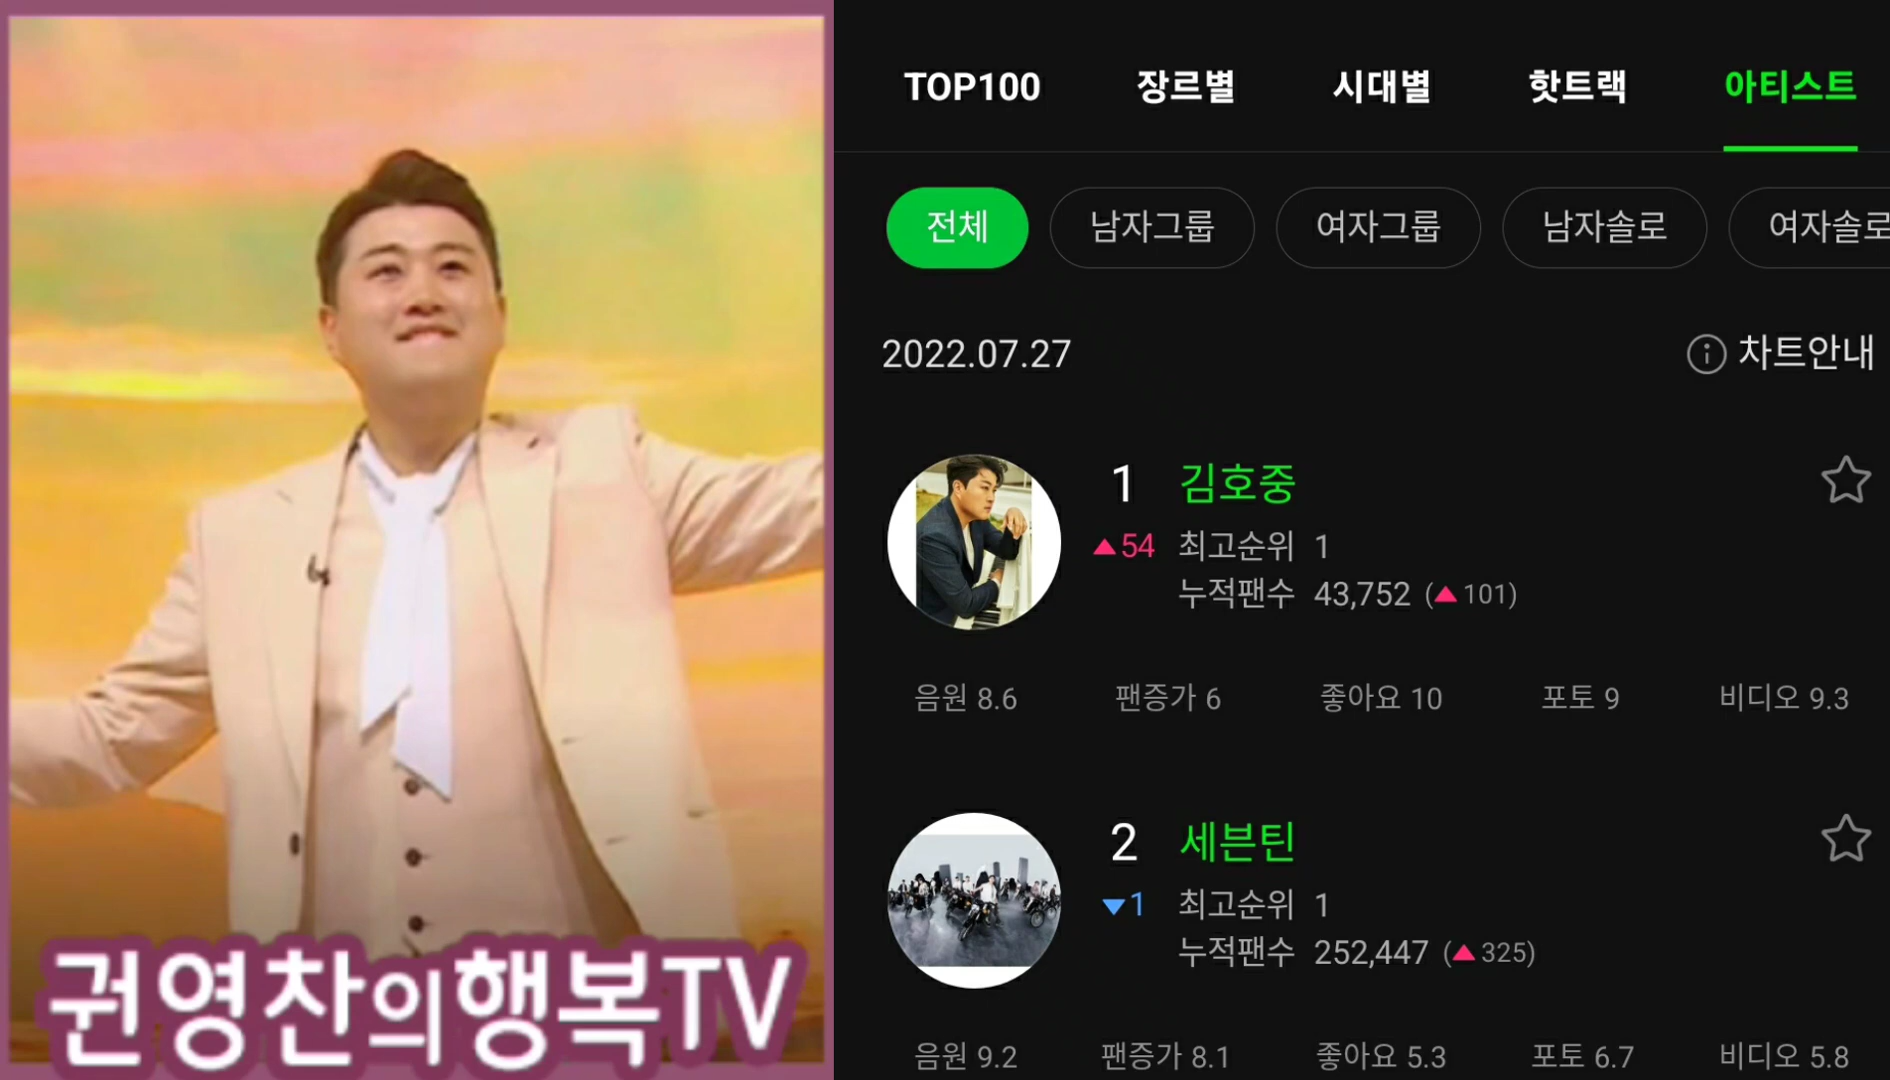 권영찬의행복TV
TOP100 장르별 시대별 핫트랙 아티스트
전체 남자그룹 여자그룹 남자솔로 여자솔로
2022.07.27 차트안내
1 김호중
▲54 최고순위 1
누적팬수 43,752 (▲101)
음원 8.6 팬증가 6 좋아요 10 포토 9 비디오 9.3
2 세븐틴
▼1 최고순위 1
누적팬수 252,447 (▲325)
음원 9.2 팬증가 8.1 좋아요 5.3 포토 6.7 비디오 5.8